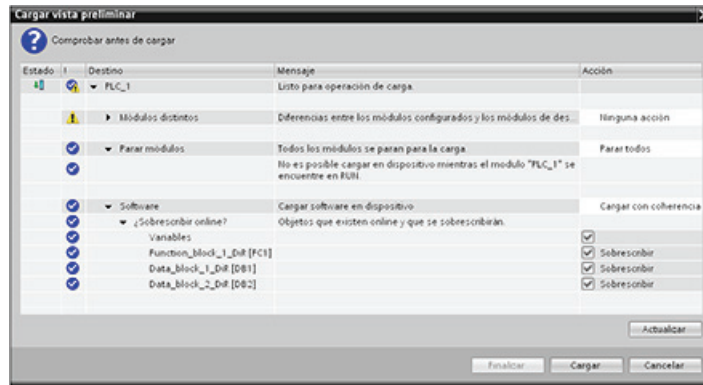 Cargar vista preliminar
Comprobar antes de cargar
Estado ! Destino Mensaje Acción
PLC_1 Listo para operación de carga.
Módulos distintos Diferencias entre los módulos configurados y los módulos de des... Ninguna acción
Parar módulos Todos los módulos se paran para la carga. Parar todos
No es posible cargar en dispositivo mientras el modulo "PLC_1" se
encuentre en RUN.
Software Cargar software en dispositivo Cargar con coherencia
¿Sobrescribir online? Objetos que existen online y que se sobrescribirán.
Variables
Function_block_1_DiR [FC1] Sobrescribir
Data_block_1_DiR [DB1] Sobrescribir
Data_block_2_DiR [DB2] Sobrescribir
Actualizar
Finalizar Cargar Cancelar